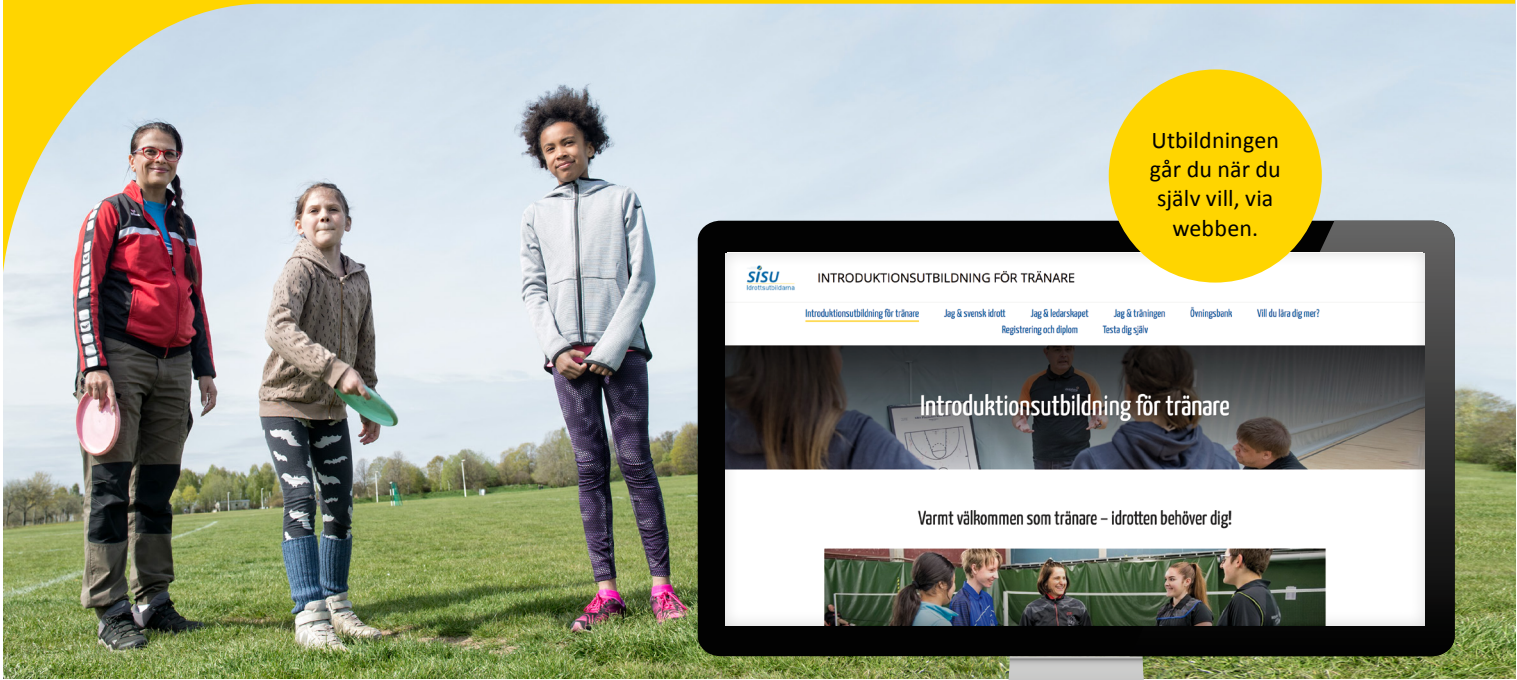 Utbildningen
går du när du
själv vill, via
webben.
sisu
Idrottsutbildarna
INTRODUKTIONSUTBILDNING FÖR TRÄNARE
Introduktionsutbildning för tränare Jag & svensk idrott Jag & ledarskapet Jag & träningen Övningsbank Vill du lära dig mer?
Registrering och diplom Testa dig själv
Introduktionsutbildning för tränare
Varmt välkommen som tränare – idrotten behöver dig!